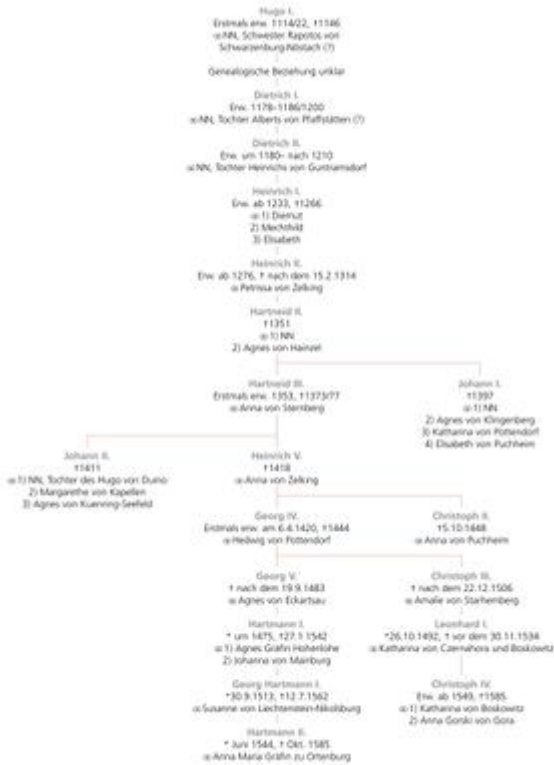 Hugo I.
Erstmals erw. 1114/22, †1146
⚭ NN, Schwester Rapotos von
Schwarzenburg-Nöstach (?)
Genealogische Beziehung unklar
Dietrich I.
Erw. 1178–1186/1200
⚭ NN, Tochter Alberts von Pfaffstätten (?)
Dietrich II.
Erw. um 1180– nach 1210
⚭ NN, Tochter Heinrichs von Guntramsdorf
Heinrich I.
Erw. ab 1233, †1266
⚭ 1) Diemut
2) Mechthild
3) Elisabeth
Heinrich II.
Erw. ab 1276, † nach dem 15.2.1314
⚭ Petrissa von Zelking
Hartneid II.
†1351
⚭ 1) NN
2) Agnes von Hainzel
Hartneid III.
Erstmals erw. 1353, †1373/77
⚭ Anna von Sternberg
Johann I.
†1397
⚭ 1) NN
2) Agnes von Klingenberg
3) Katharina von Pottendorf
4) Elisabeth von Puchheim
Johann II.
†1411
⚭ 1) NN, Tochter des Hugo von Duino
2) Margarethe von Kapellen
3) Agnes von Kuenring-Seefeld
Heinrich V.
†1418
⚭ Anna von Zelking
Georg IV.
Erstmals erw. am 6.4.1420, †1444
⚭ Hedwig von Pottendorf
Christoph II.
†5.10.1448
⚭ Anna von Puchheim
Georg V.
† nach dem 19.9.1483
⚭ Agnes von Eckartsau
Christoph III.
† nach dem 22.12.1506
⚭ Amalie von Starhemberg
Hartmann I.
* um 1475, †27.1.1542
⚭ 1) Agnes Gräfin Hohenlohe
2) Johanna von Mainburg
Leonhard I.
*26.10.1492, † vor dem 30.11.1534
⚭ Katharina von Czernahora und Boskowitz
Georg Hartmann I.
*30.9.1513, †12.7.1562
⚭ Susanne von Liechtenstein-Nikolsburg
Christoph IV.
Erw. ab 1549, †1585
⚭ 1) Katharina von Boskowitz
2) Anna Gorski von Gora
Hartmann II.
* Juni 1544, † Okt. 1585
⚭ Anna Maria Gräfin zu Ortenburg